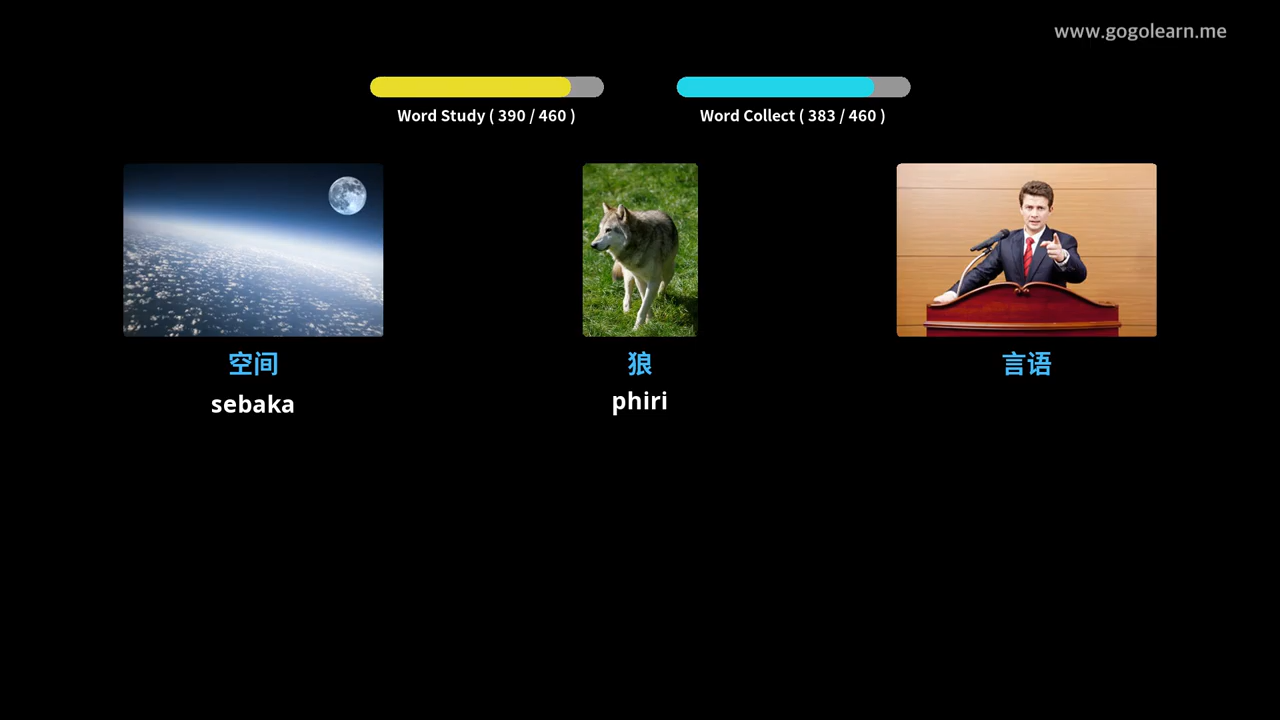 www.gogolearn.me
Word Study ( 390 / 460 )
Word Collect ( 383 / 460 )
空间
狼
言语
sebaka
phiri